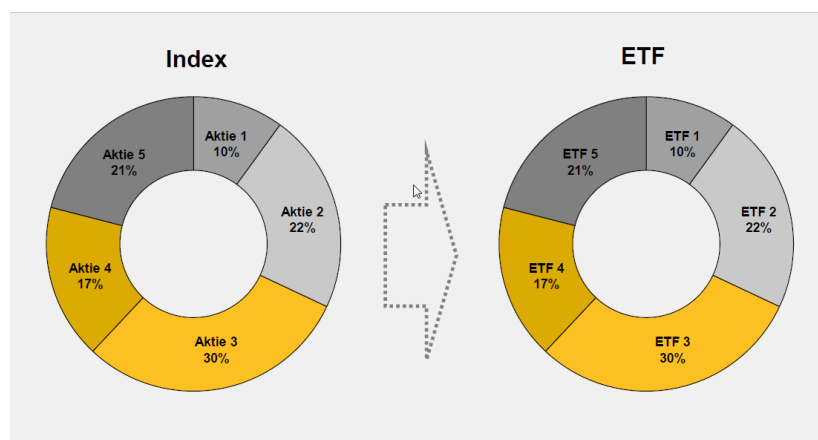 Index
Aktie 1
10%
Aktie 2
22%
Aktie 3
30%
Aktie 4
17%
Aktie 5
21%
ETF
ETF 1
10%
ETF 2
22%
ETF 3
30%
ETF 4
17%
ETF 5
21%